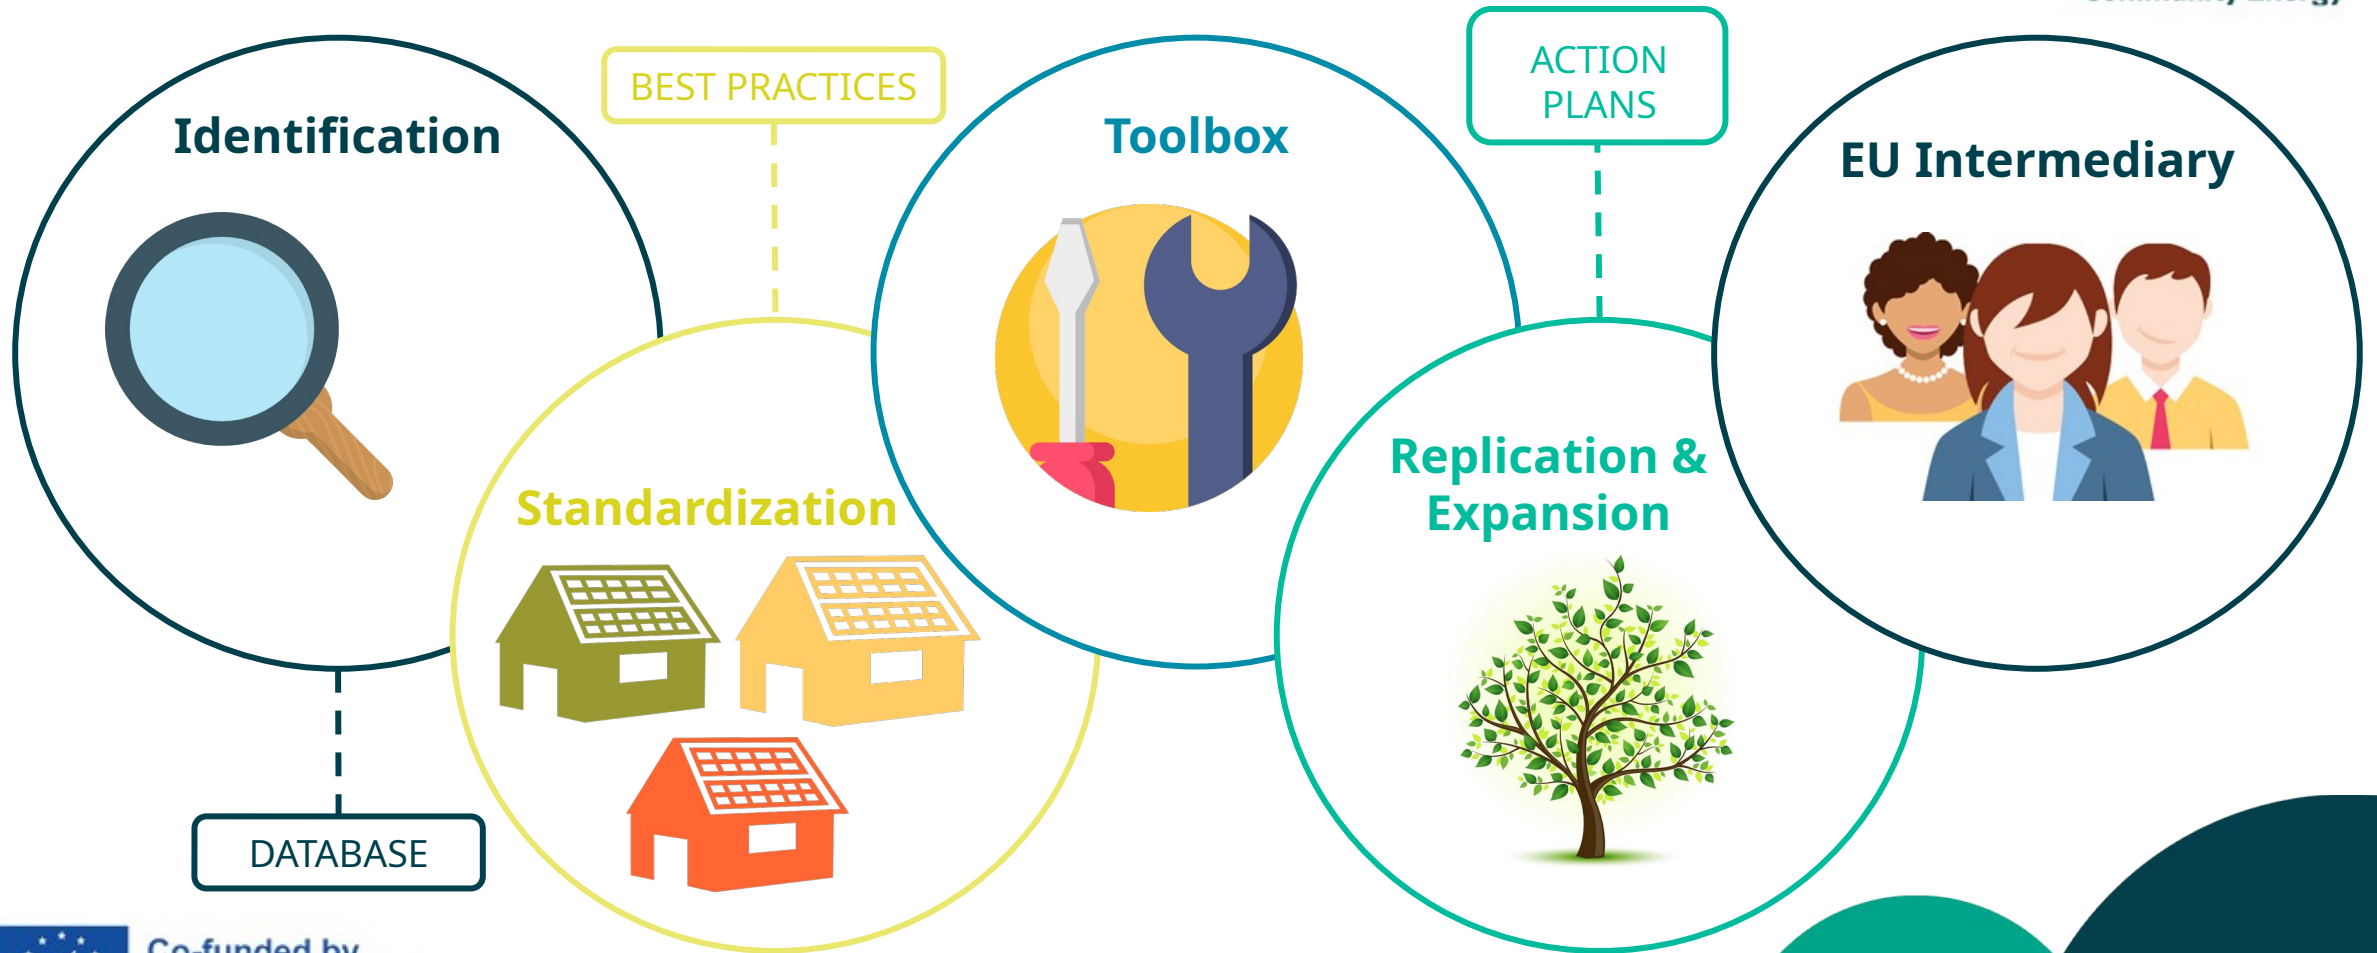 BEST PRACTICES
ACTION
PLANS
Identification
Toolbox
EU Intermediary
Replication &
Expansion
Standardization
DATABASE
Co-funded by